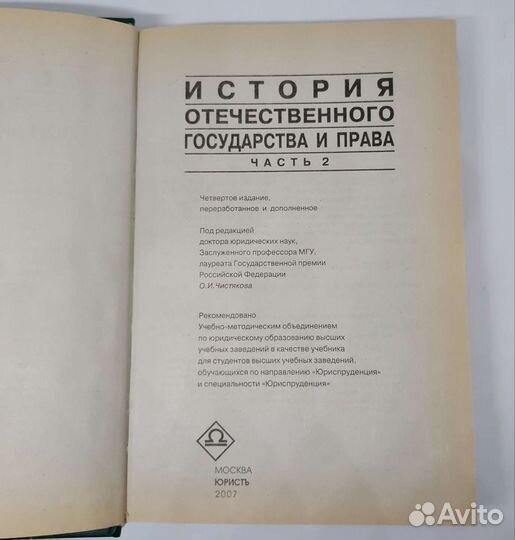 ИСТОРИЯ
ОТЕЧЕСТВЕННОГО
ГОСУДАРСТВА И ПРАВА
ЧАСТЬ 2
Четвертое издание,
переработанное и дополненное
Под редакцией
доктора юридических наук,
Заслуженного профессора МГУ,
лауреата Государственной премии
Российской Федерации
О.И.Чистякова
Рекомендовано
Учебно-методическим объединением
по юридическому образованию высших
учебных заведений в качестве учебника
для студентов высших учебных заведений,
обучающихся по направлению «Юриспруденция»
и специальности «Юриспруденция»
МОСКВА
ЮРИСТЪ
2007
Avito